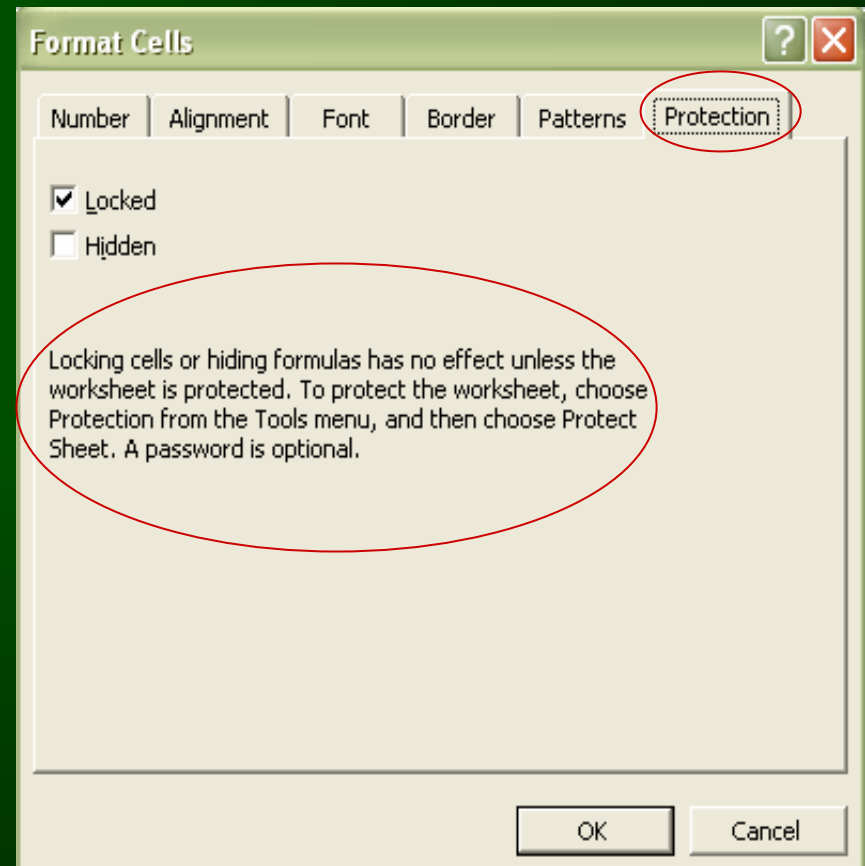 Format Cells
Number Alignment Font Border Patterns Protection
Locked
Hidden
Locking cells or hiding formulas has no effect unless the
worksheet is protected. To protect the worksheet, choose
Protection from the Tools menu, and then choose Protect
Sheet. A password is optional.
OK Cancel